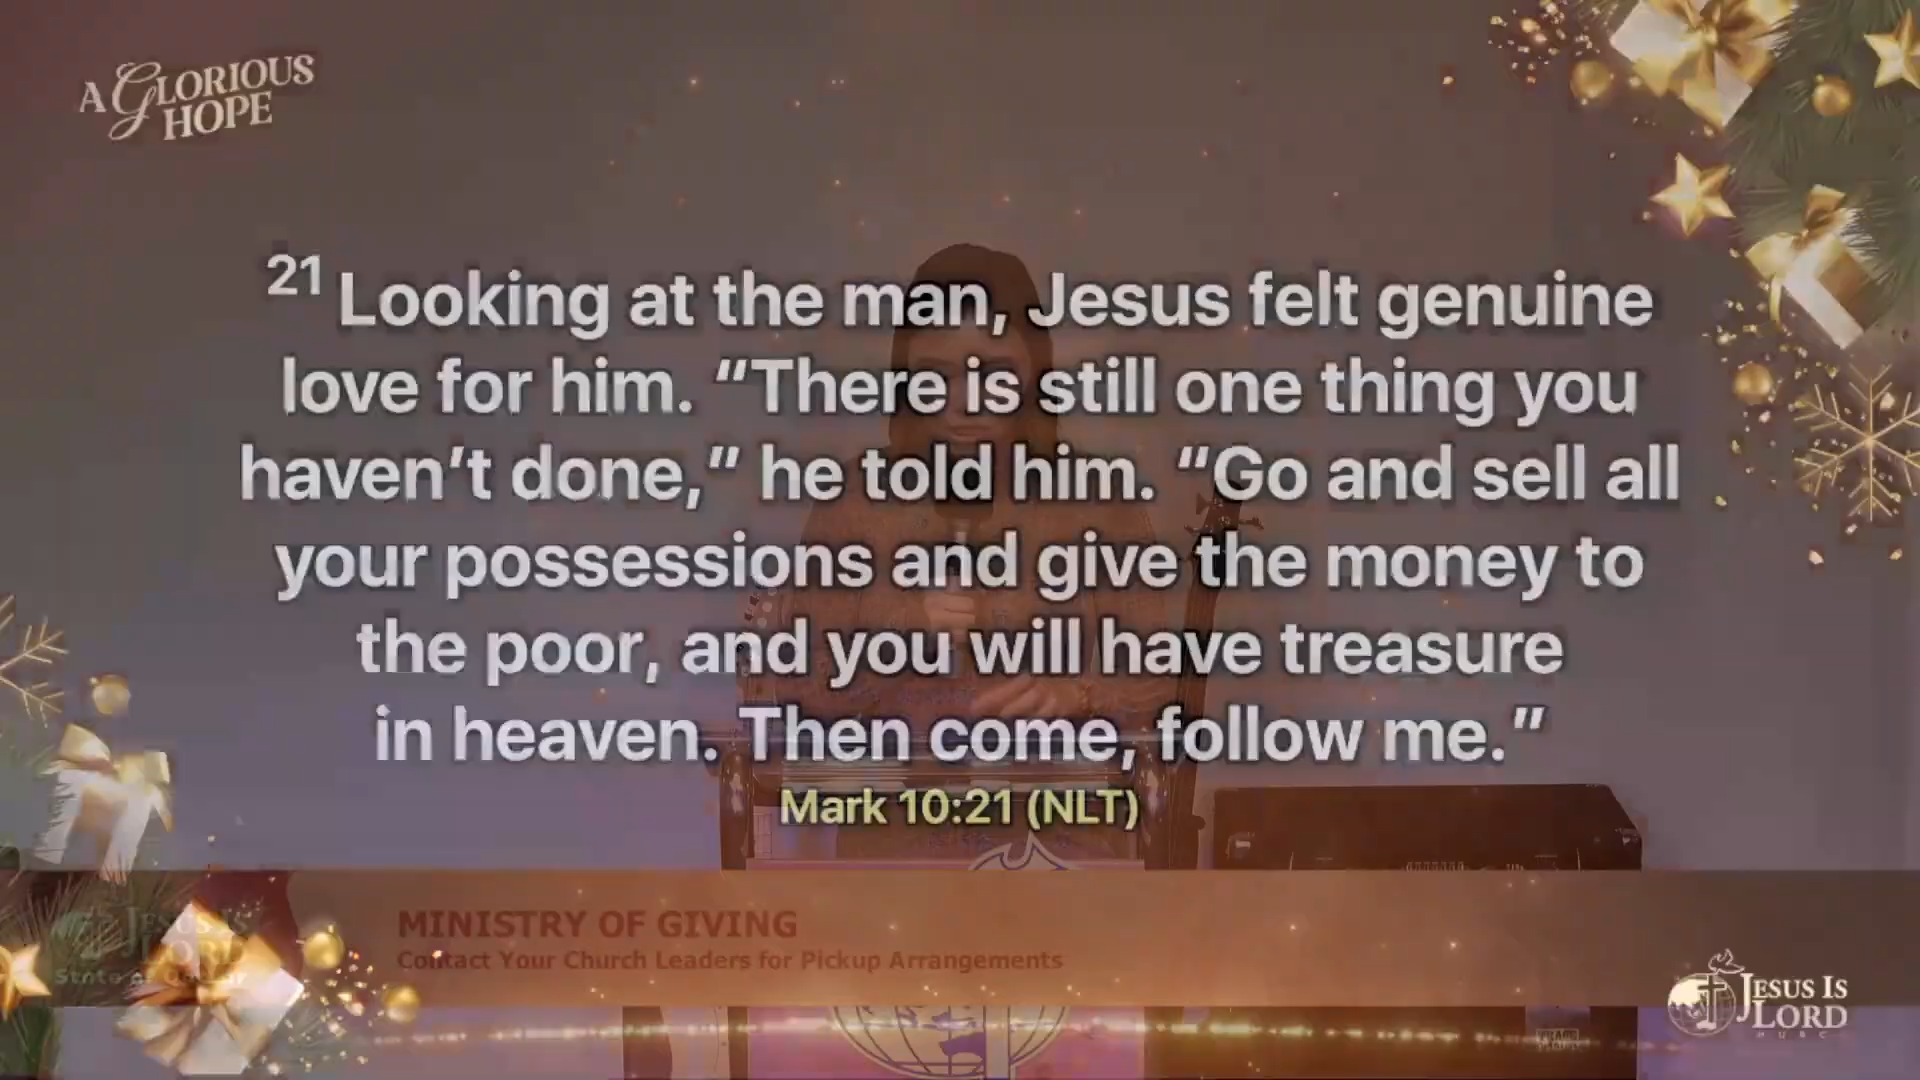 A GLORIOUS
HOPE
21 Looking at the man, Jesus felt genuine
love for him. “There is still one thing you
haven’t done,” he told him. “Go and sell all
your possessions and give the money to
the poor, and you will have treasure
in heaven. Then come, follow me.”
Mark 10:21 (NLT)
JESUS IS
LORD
MINISTRY OF GIVING
Contact Your Church Leaders for Pickup Arrangements
JESUS IS
LORD